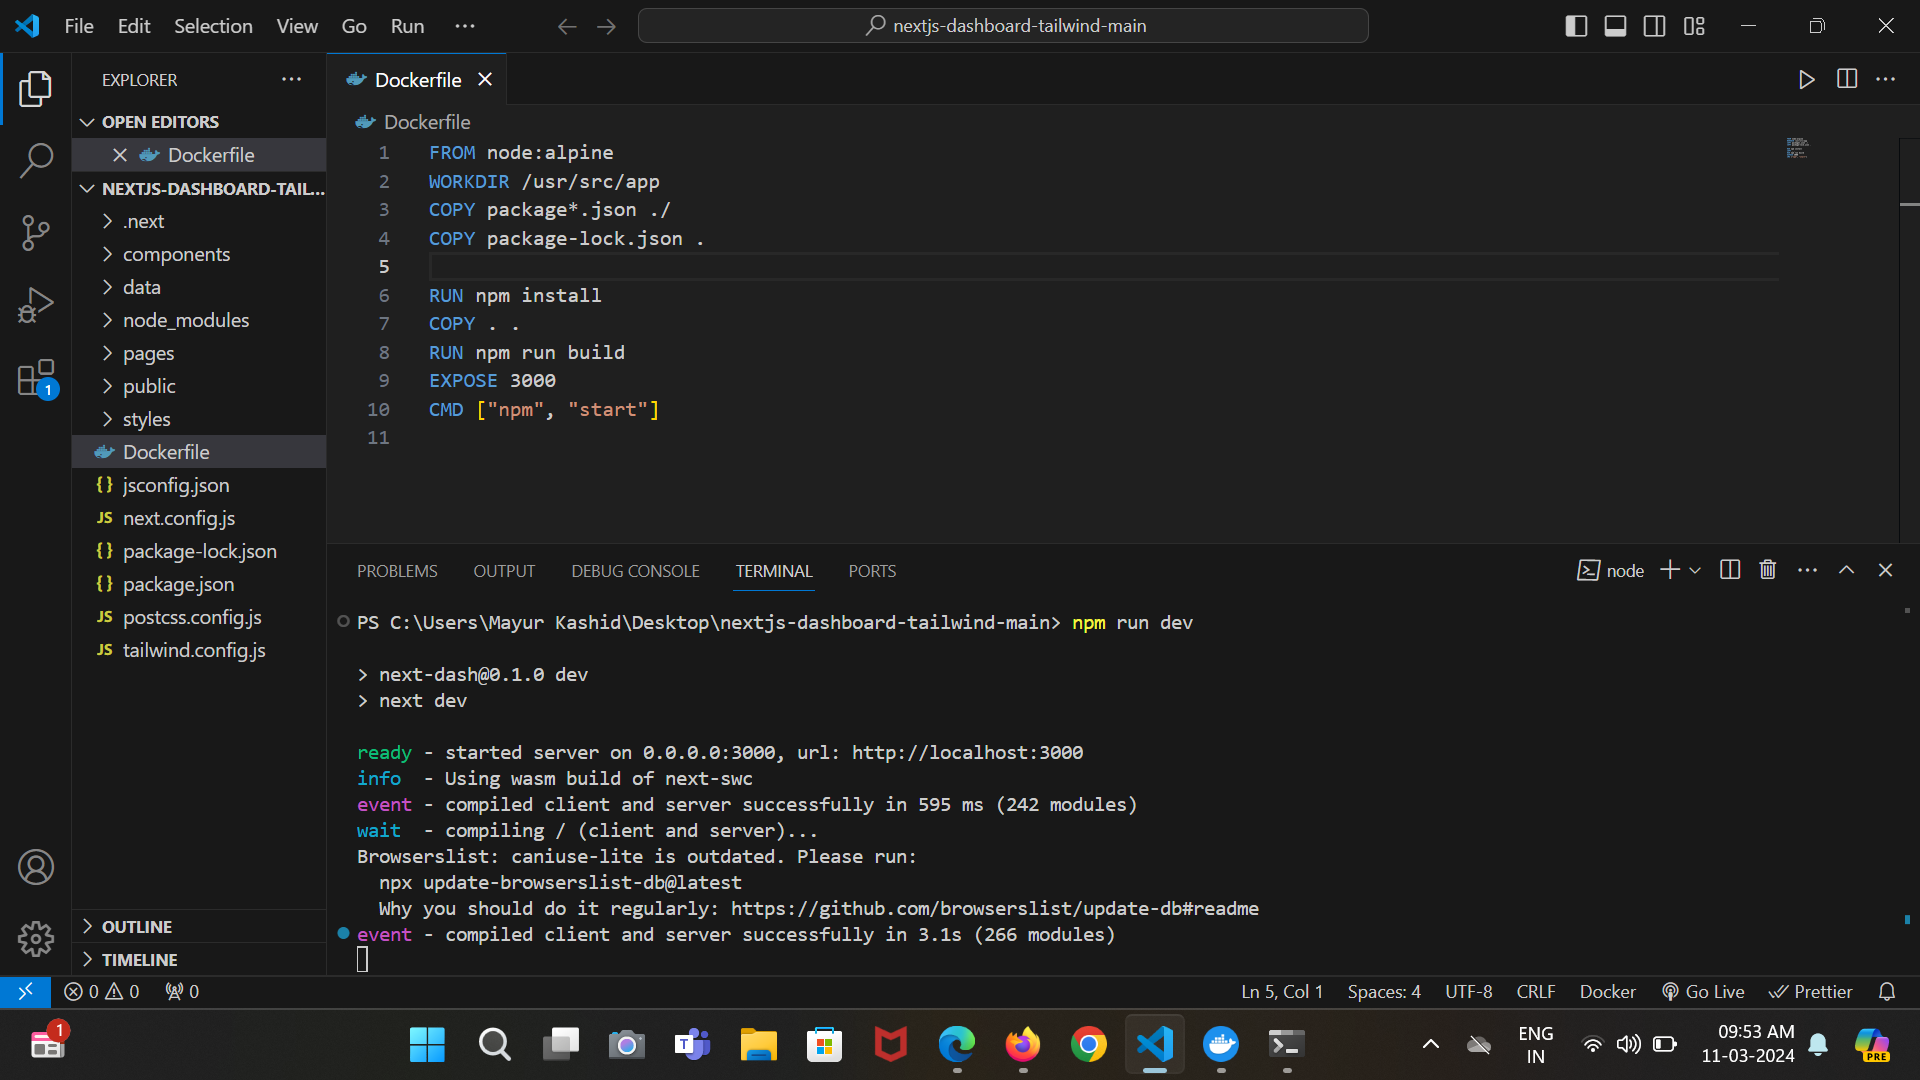 File Edit Selection View Go Run ...
nextjs-dashboard-tailwind-main
EXPLORER
OPEN EDITORS
Dockerfile
NEXTJS-DASHBOARD-TAIL...
.next
components
data
node_modules
pages
public
styles
Dockerfile
{} jsconfig.json
JS next.config.js
{} package-lock.json
{} package.json
JS postcss.config.js
JS tailwind.config.js
OUTLINE
TIMELINE
1
Dockerfile
Dockerfile
1 FROM node:alpine
2 WORKDIR /usr/src/app
3 COPY package*.json ./
4 COPY package-lock.json .
5
6 RUN npm install
7 COPY . .
8 RUN npm run build
9 EXPOSE 3000
10 CMD ["npm", "start"]
11
PROBLEMS OUTPUT DEBUG CONSOLE TERMINAL PORTS
node
PS C:\Users\Mayur Kashid\Desktop\nextjs-dashboard-tailwind-main> npm run dev
> next-dash@0.1.0 dev
> next dev
ready - started server on 0.0.0.0:3000, url: http://localhost:3000
info - Using wasm build of next-swc
event - compiled client and server successfully in 595 ms (242 modules)
wait - compiling / (client and server)...
Browserslist: caniuse-lite is outdated. Please run:
npx update-browserslist-db@latest
Why you should do it regularly: https://github.com/browserslist/update-db#readme
event - compiled client and server successfully in 3.1s (266 modules)
0 0 0
Ln 5, Col 1 Spaces: 4 UTF-8 CRLF Docker Go Live Prettier
1
ENG
IN
09:53 AM
11-03-2024
PRE